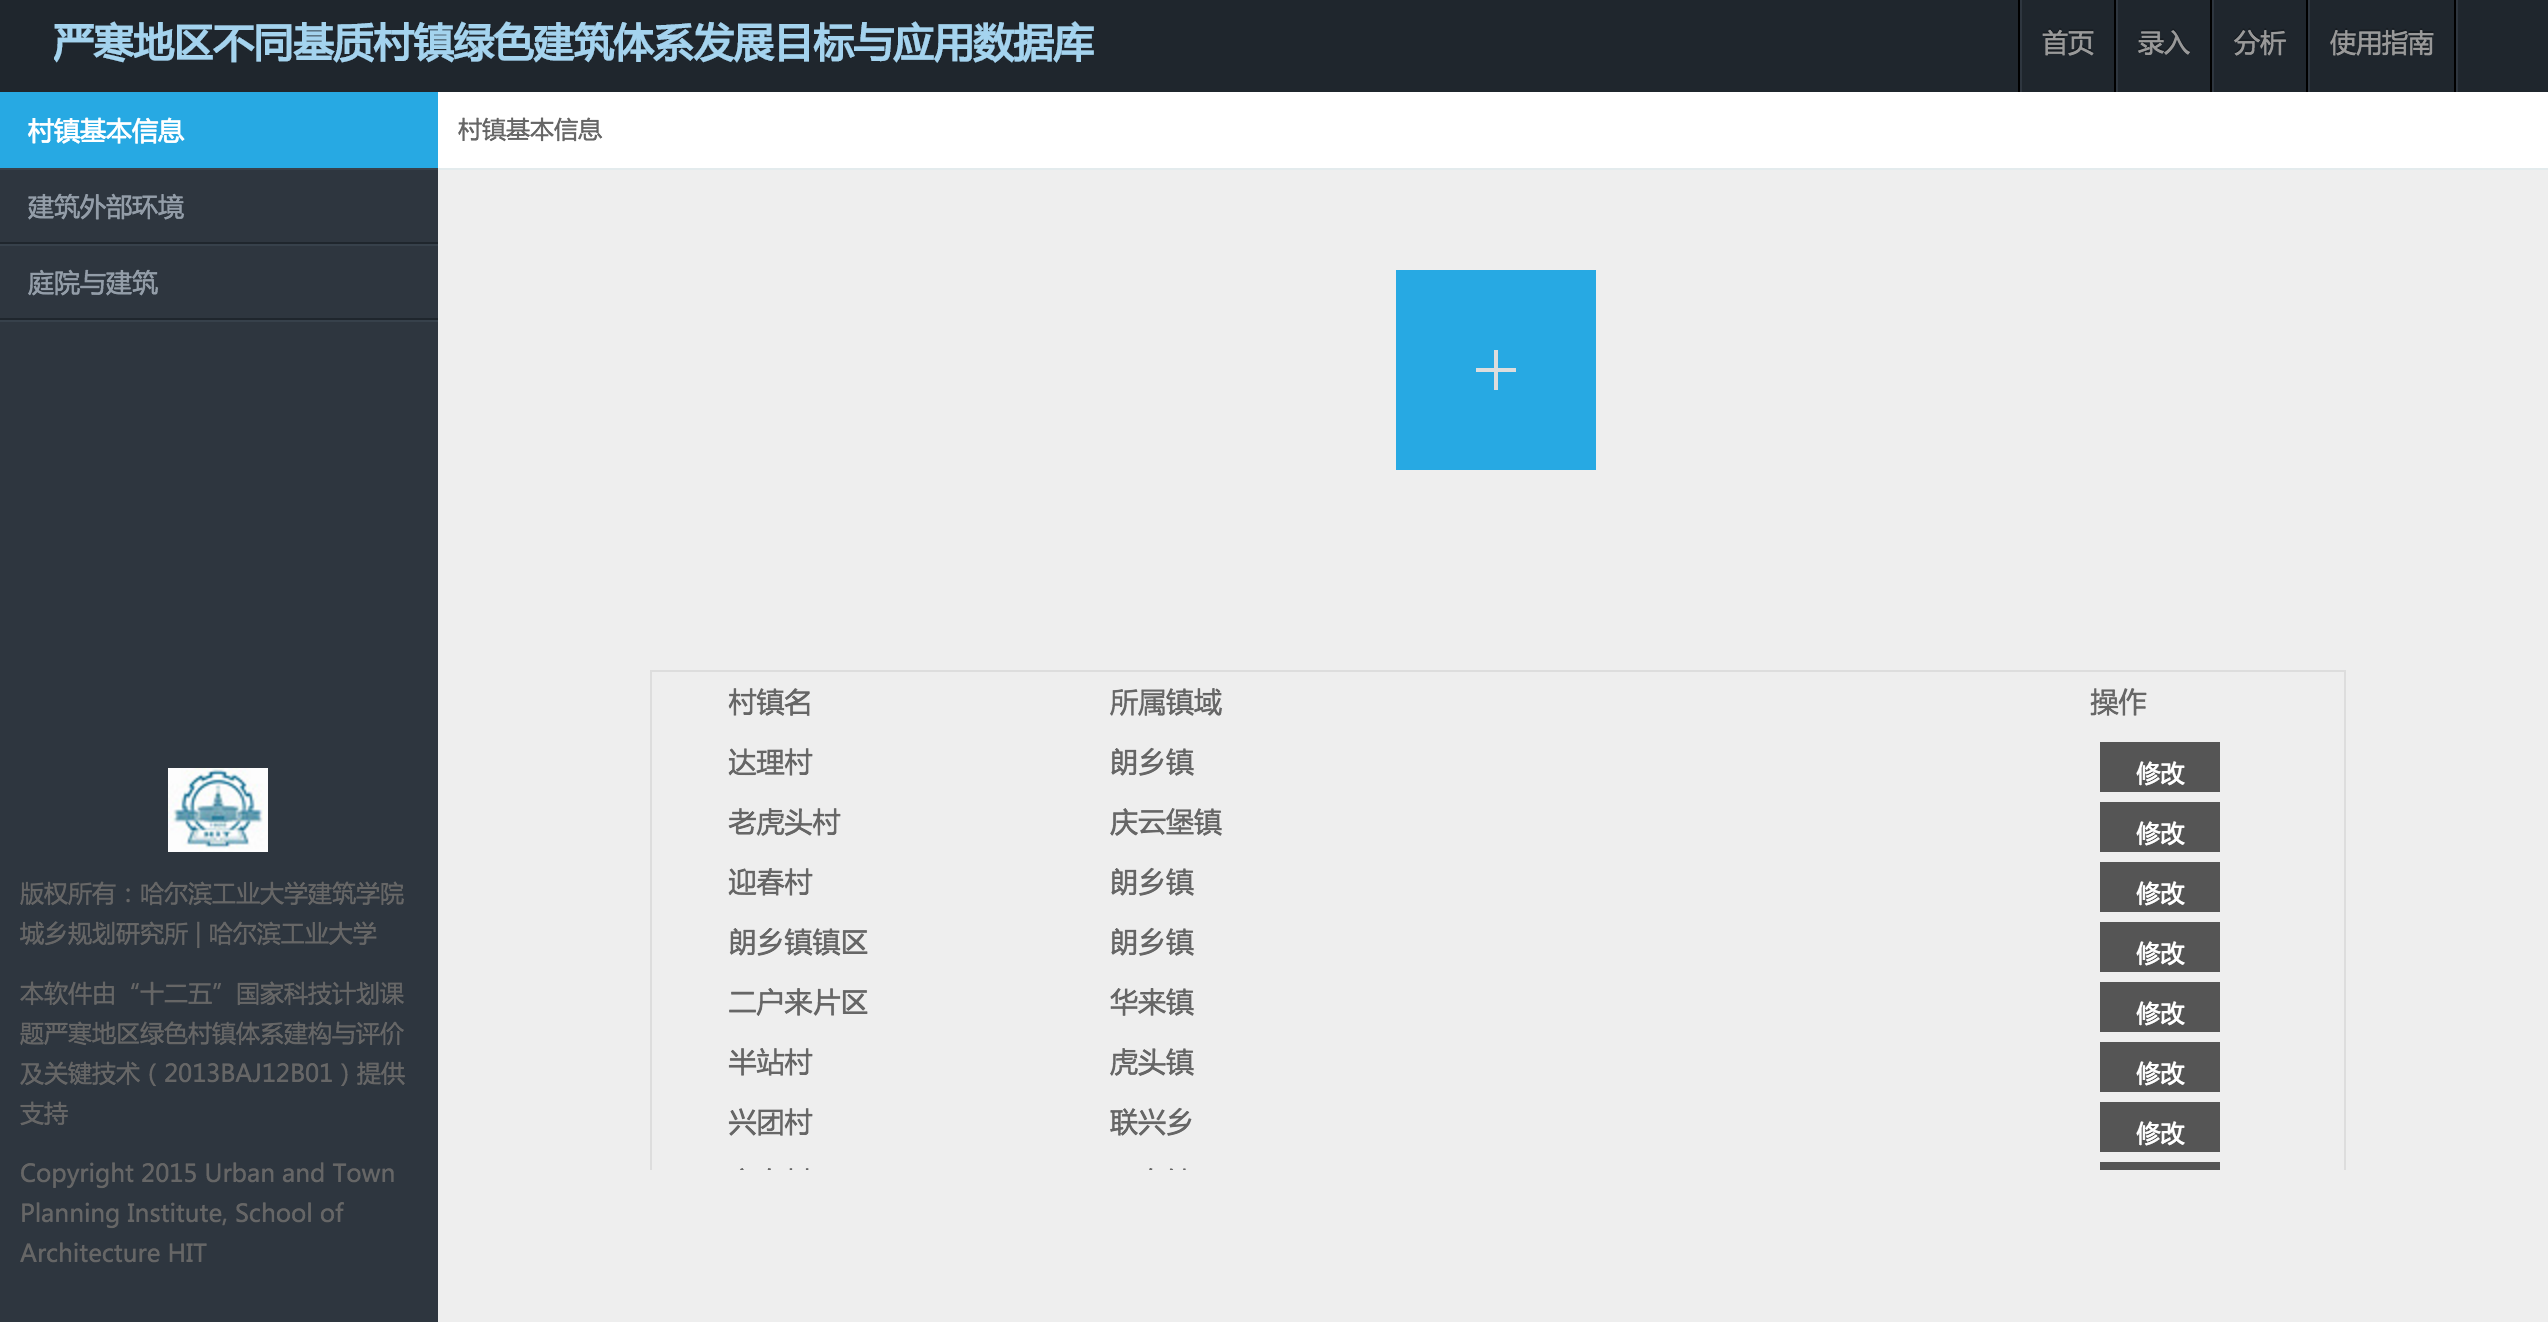 严寒地区不同基质村镇绿色建筑体系发展目标与应用数据库
首页 录入 分析 使用指南
村镇基本信息
建筑外部环境
庭院与建筑
版权所有：哈尔滨工业大学建筑学院
城乡规划研究所 | 哈尔滨工业大学
本软件由“十二五”国家科技计划课
题严寒地区绿色村镇体系建构与评价
及关键技术（2013BAJ12B01）提供
支持
Copyright 2015 Urban and Town
Planning Institute, School of
Architecture HIT
村镇基本信息
村镇名 所属镇域 操作
达理村 朗乡镇 修改
老虎头村 庆云堡镇 修改
迎春村 朗乡镇 修改
朗乡镇镇区 朗乡镇 修改
二户来片区 华来镇 修改
半站村 虎头镇 修改
兴团村 联兴乡 修改